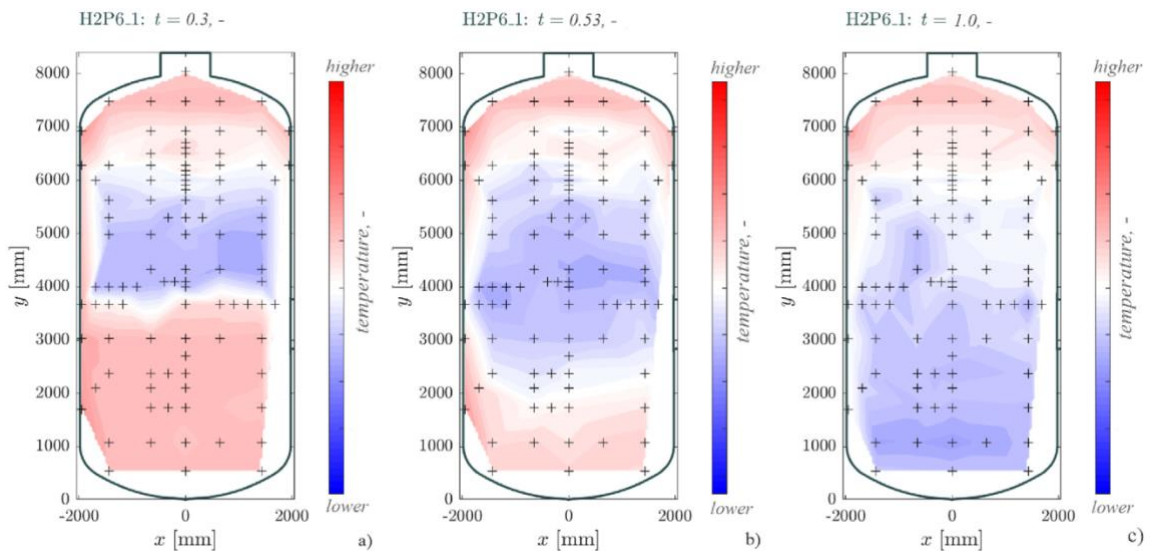 H2P6_1: t = 0.3, -
8000
7000
6000
5000
4000
3000
2000
1000
0
y [mm]
-2000
0
2000
x [mm]
higher
temperature, -
lower
a)
H2P6_1: t = 0.53, -
8000
7000
6000
5000
4000
3000
2000
1000
0
y [mm]
-2000
0
2000
x [mm]
higher
temperature, -
lower
b)
H2P6_1: t = 1.0, -
8000
7000
6000
5000
4000
3000
2000
1000
0
y [mm]
-2000
0
2000
x [mm]
higher
temperature, -
lower
c)